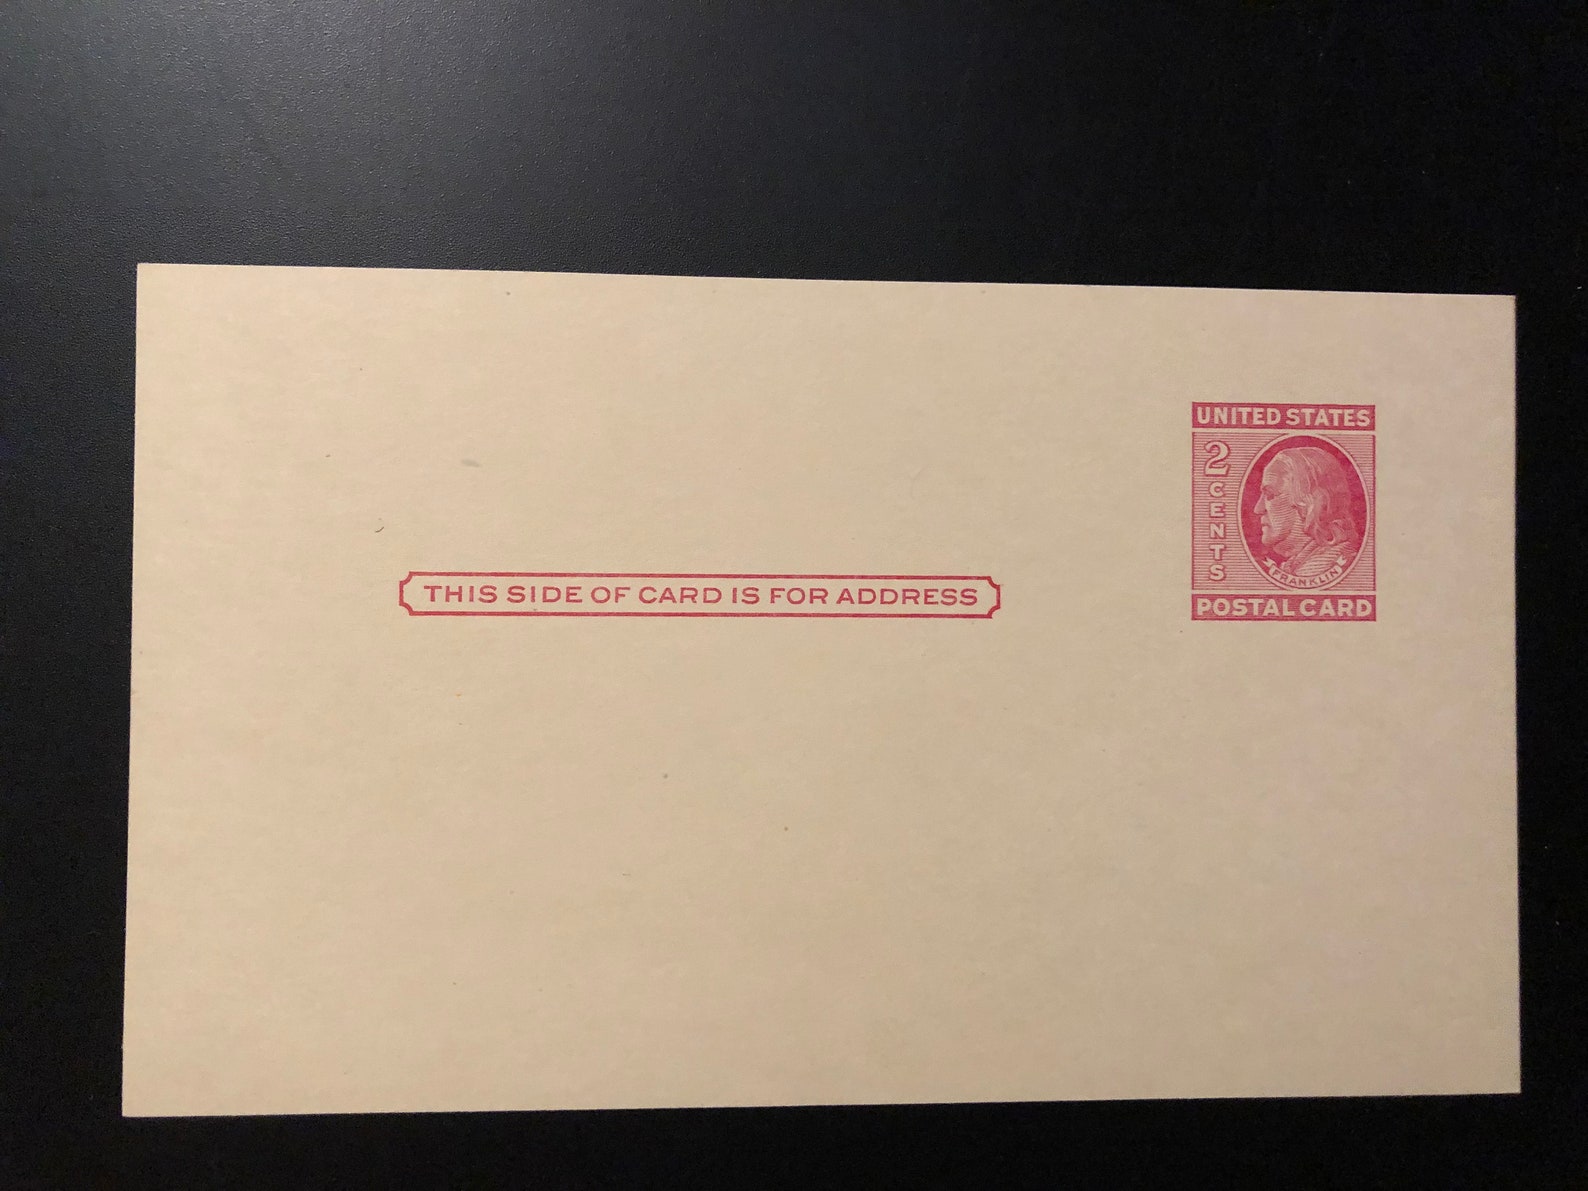 UNITED STATES
2 CENTS
FRANKLIN
POSTAL CARD
THIS SIDE OF CARD IS FOR ADDRESS